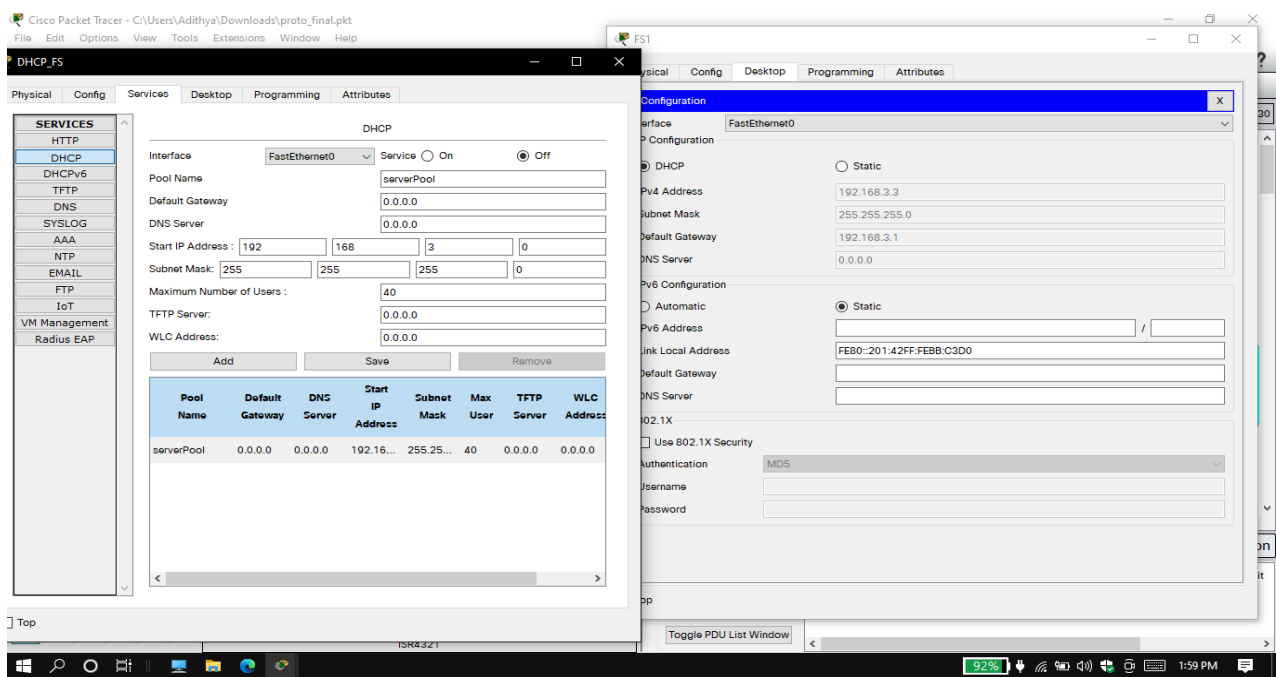 Cisco Packet Tracer - C:\Users\Adithya\Downloads\proto_final.pkt
File Edit Options View Tools Extensions Window Help
DHCP_FS
Physical Config Services Desktop Programming Attributes
SERVICES
HTTP
DHCP
DHCPv6
TFTP
DNS
SYSLOG
AAA
NTP
EMAIL
FTP
IoT
VM Management
Radius EAP
DHCP
Interface FastEthernet0 Service On Off
Pool Name serverPool
Default Gateway 0.0.0.0
DNS Server 0.0.0.0
Start IP Address : 192 168 3 0
Subnet Mask: 255 255 255 0
Maximum Number of Users : 40
TFTP Server: 0.0.0.0
WLC Address: 0.0.0.0
Add Save Remove
Pool Name Default Gateway DNS Server Start IP Address Subnet Mask Max User TFTP Server WLC Address
serverPool 0.0.0.0 0.0.0.0 192.16... 255.25... 40 0.0.0.0 0.0.0.0
Top
ISR4321
FS1
ysical Config Desktop Programming Attributes
Configuration X
erface FastEthernet0
P Configuration
DHCP Static
Pv4 Address 192.168.3.3
Subnet Mask 255.255.255.0
Default Gateway 192.168.3.1
DNS Server 0.0.0.0
Pv6 Configuration
Automatic Static
Pv6 Address /
Link Local Address FE80::201:42FF:FEBB:C3D0
Default Gateway
DNS Server
802.1X
Use 802.1X Security
Authentication MD5
Username
Password
op
Toggle PDU List Window
?
30
on
it
92% 1:59 PM